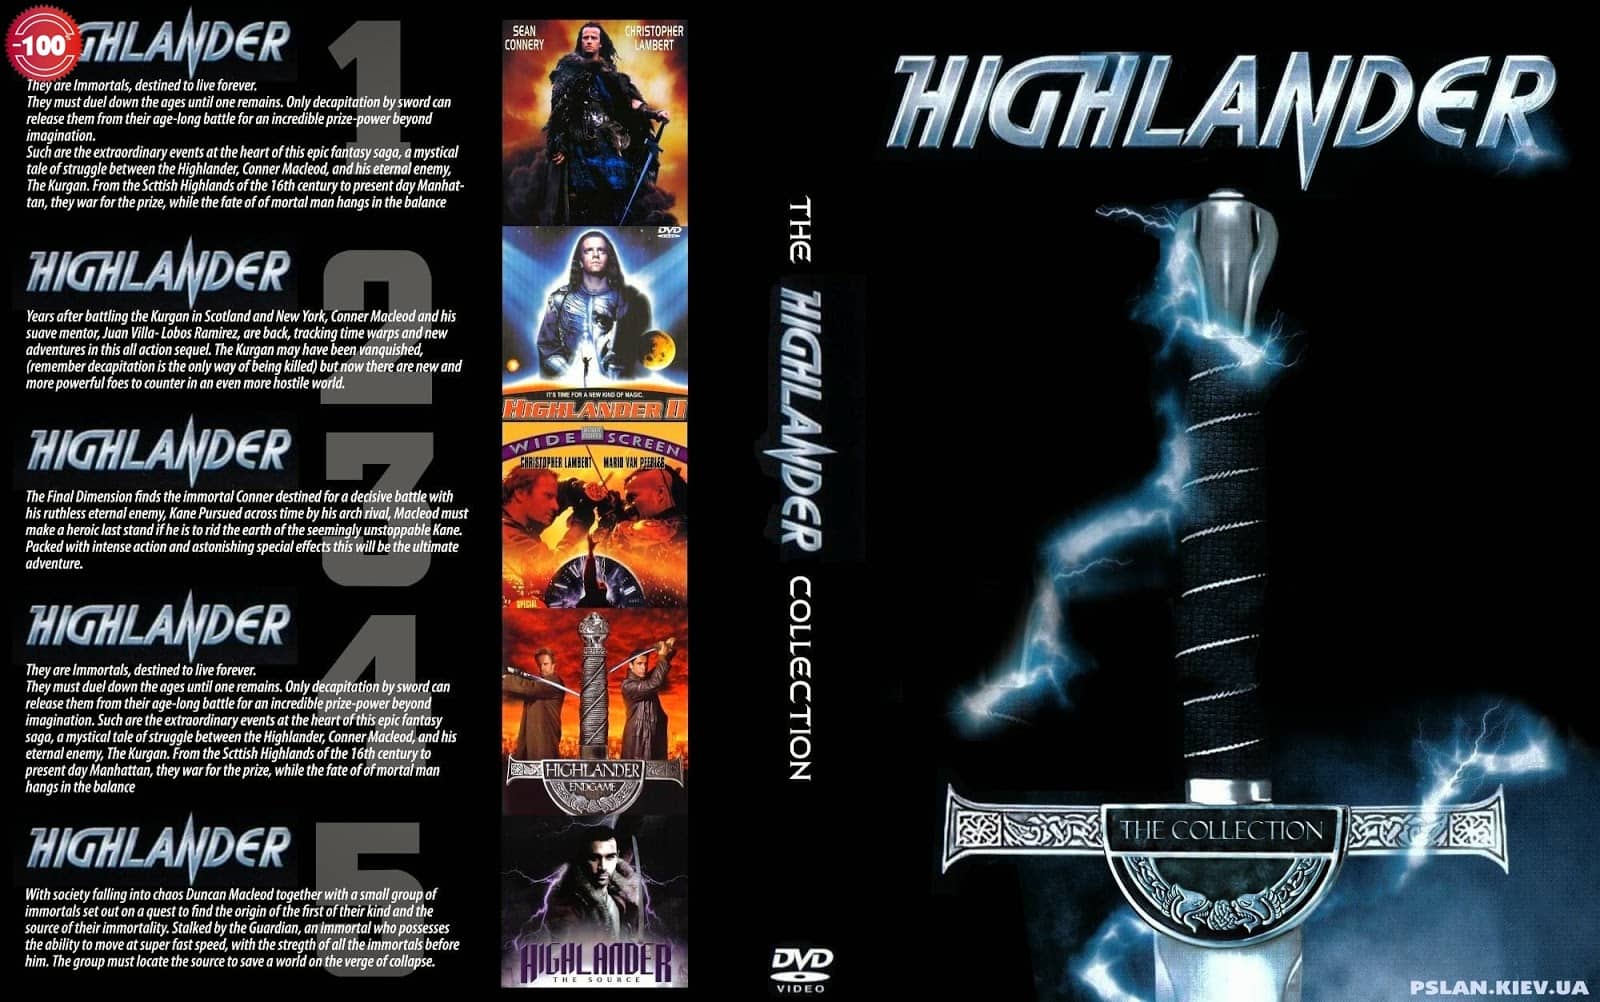 -100%
HIGHLANDER
1
They are Immortals, destined to live forever.
They must duel down the ages until one remains. Only decapitation by sword can
release them from their age-long battle for an incredible prize-power beyond
imagination.
Such are the extraordinary events at the heart of this epic fantasy saga, a mystical
tale of struggle between the Highlander, Conner Macleod, and his eternal enemy,
The Kurgan. From the Scttish Highlands of the 16th century to present day Manhat-
tan, they war for the prize, while the fate of of mortal man hangs in the balance
HIGHLANDER
2
Years after battling the Kurgan in Scotland and New York, Conner Macleod and his
suave mentor, Juan Villa- Lobos Ramirez, are back, tracking time warps and new
adventures in this all action sequel. The Kurgan may have been vanquished,
(remember decapitation is the only way of being killed) but now there are new and
more powerful foes to counter in an even more hostile world.
HIGHLANDER
3
The Final Dimension finds the immortal Conner destined for a decisive battle with
his ruthless eternal enemy, Kane Pursued across time by his arch rival, Macleod must
make a heroic last stand if he is to rid the earth of the seemingly unstoppable Kane.
Packed with intense action and astonishing special effects this will be the ultimate
adventure.
HIGHLANDER
4
They are Immortals, destined to live forever.
They must duel down the ages until one remains. Only decapitation by sword can
release them from their age-long battle for an incredible prize-power beyond
imagination. Such are the extraordinary events at the heart of this epic fantasy
saga, a mystical tale of struggle between the Highlander, Conner Macleod, and his
eternal enemy, The Kurgan. From the Scttish Highlands of the 16th century to
present day Manhattan, they war for the prize, while the fate of of mortal man
hangs in the balance
HIGHLANDER
5
With society falling into chaos Duncan Macleod together with a small group of
immortals set out on a quest to find the origin of the first of their kind and the
source of their immortality. Stalked by the Guardian, an immortal who possesses
the ability to move at super fast speed, with the stregth of all the immortals before
him. The group must locate the source to save a world on the verge of collapse.
SEAN
CONNERY
CHRISTOPHER
LAMBERT
DVD
IT'S TIME FOR A NEW KIND OF MAGIC.
HIGHLANDER II
WIDE SCREEN
CHRISTOPHER LAMBERT MARIO VAN PEEBLES
SPECIAL
HIGHLANDER
ENDGAME
HIGHLANDER
THE SOURCE
THE HIGHLANDER COLLECTION
DVD
VIDEO
HIGHLANDER
THE COLLECTION
PSLAN.KIEV.UA